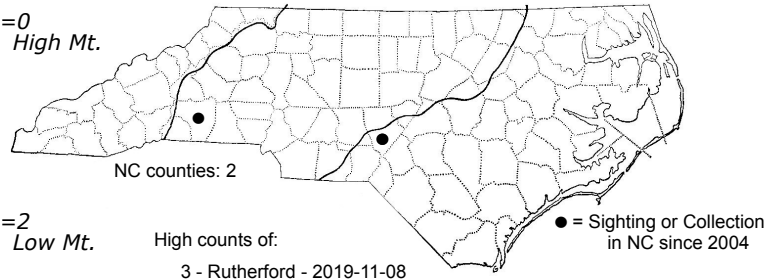 =0
High Mt.
NC counties: 2
=2
Low Mt.
High counts of:
3 - Rutherford - 2019-11-08
● = Sighting or Collection
in NC since 2004